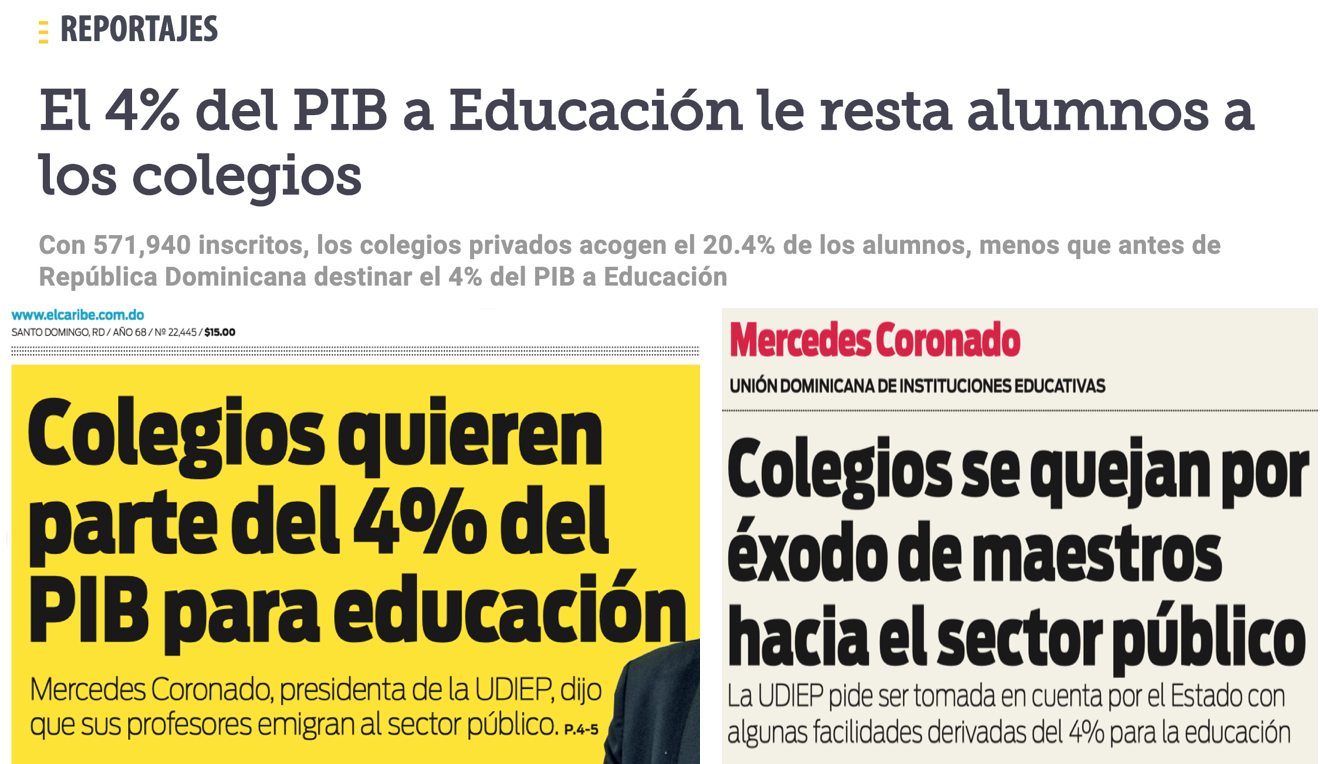 REPORTAJES
El 4% del PIB a Educación le resta alumnos a
los colegios
Con 571,940 inscritos, los colegios privados acogen el 20.4% de los alumnos, menos que antes de
República Dominicana destinar el 4% del PIB a Educación
www.elcaribe.com.do
SANTO DOMINGO, RD / AÑO 68 / Nº 22,445 / $15.00
Colegios quieren
parte del 4% del
PIB para educación
Mercedes Coronado, presidenta de la UDIEP, dijo
que sus profesores emigran al sector público. P.4-5
Mercedes Coronado
UNIÓN DOMINICANA DE INSTITUCIONES EDUCATIVAS
Colegios se quejan por
éxodo de maestros
hacia el sector público
La UDIEP pide ser tomada en cuenta por el Estado con
algunas facilidades derivadas del 4% para la educación